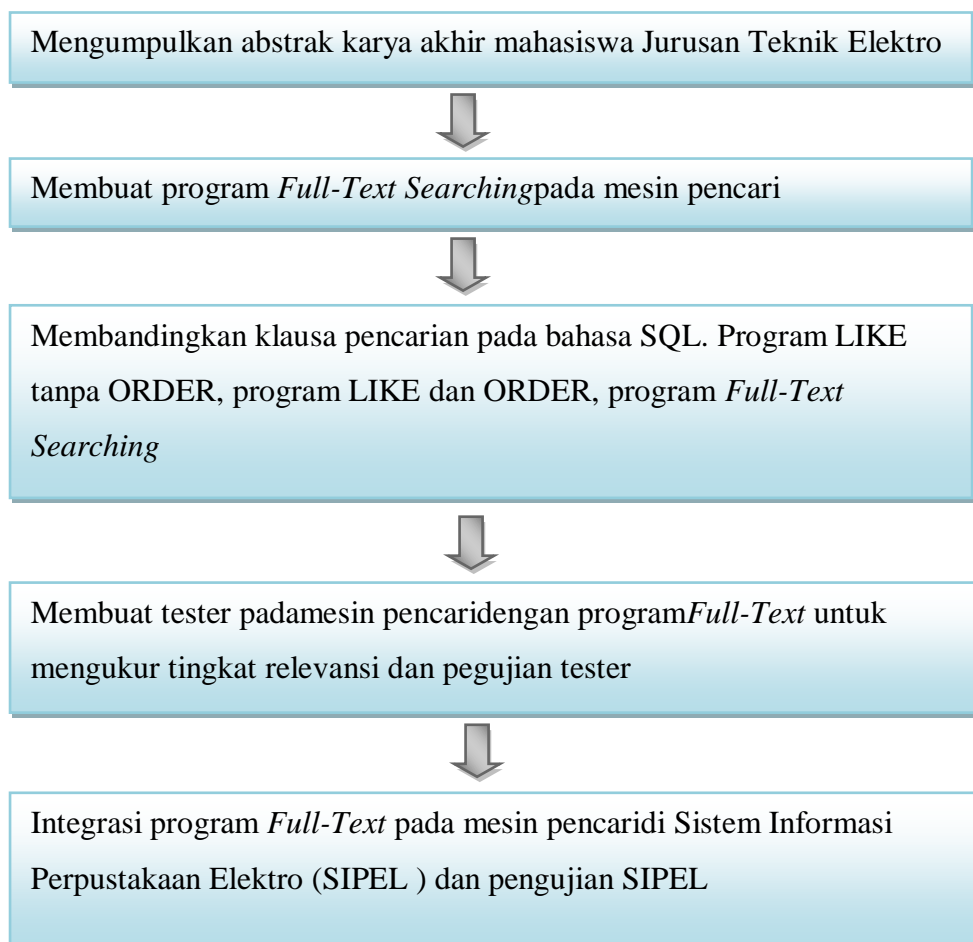 Mengumpulkan abstrak karya akhir mahasiswa Jurusan Teknik Elektro
Membuat program Full-Text Searchingpada mesin pencari
Membandingkan klausa pencarian pada bahasa SQL. Program LIKE
tanpa ORDER, program LIKE dan ORDER, program Full-Text
Searching
Membuat tester padamesin pencaridengan programFull-Text untuk
mengukur tingkat relevansi dan pegujian tester
Integrasi program Full-Text pada mesin pencaridi Sistem Informasi
Perpustakaan Elektro (SIPEL ) dan pengujian SIPEL